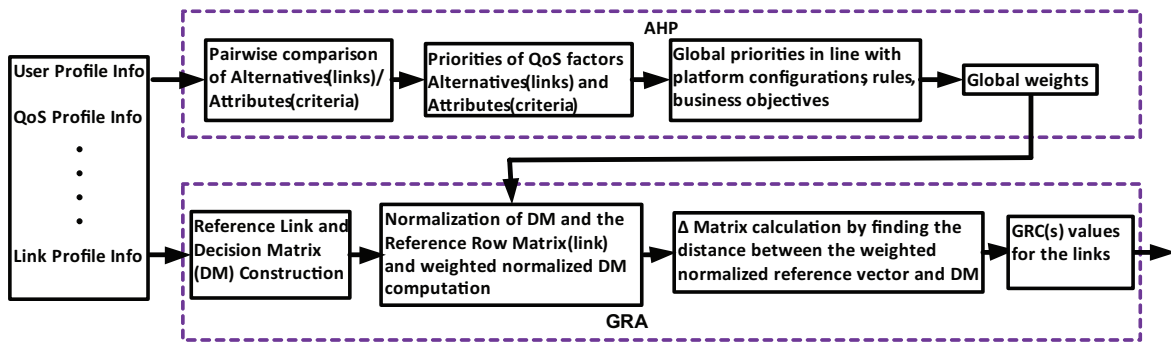 User Profile Info
QoS Profile Info
Link Profile Info
AHP
Pairwise comparison
of Alternatives(links)/
Attributes(criteria)
Priorities of QoS factors
Alternatives(links) and
Attributes(criteria)
Global priorities in line with
platform configurations, rules,
business objectives
Global weights
Reference Link and
Decision Matrix
(DM) Construction
Normalization of DM and the
Reference Row Matrix(link)
and weighted normalized DM
computation
Δ Matrix calculation by finding the
distance between the weighted
normalized reference vector and DM
GRC(s) values
for the links
GRA